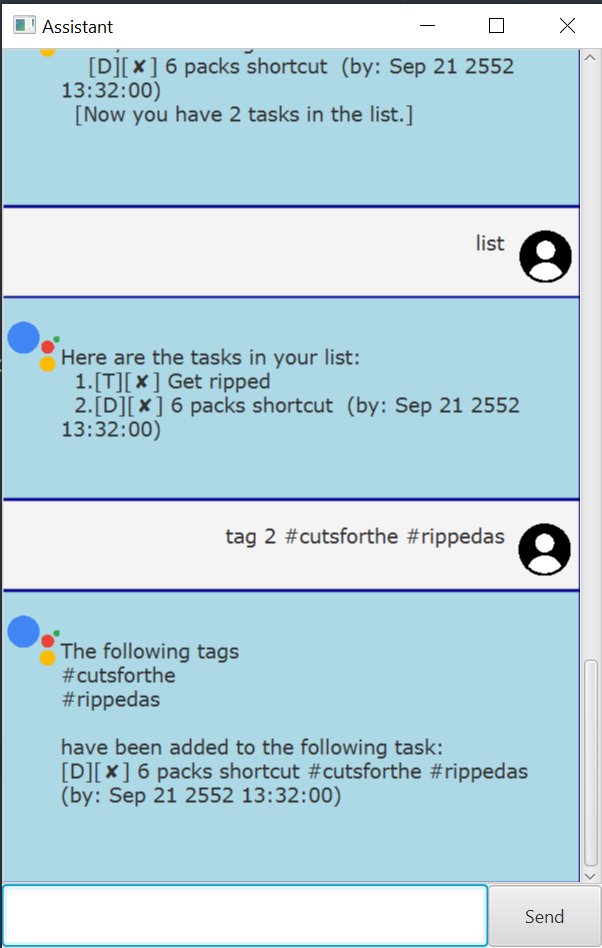 Assistant
[D][✘] 6 packs shortcut  (by: Sep 21 2552
13:32:00)
[Now you have 2 tasks in the list.]
list
Here are the tasks in your list:
1.[T][✘] Get ripped
2.[D][✘] 6 packs shortcut  (by: Sep 21 2552
13:32:00)
tag 2 #cutsforthe #rippedas
The following tags
#cutsforthe
#rippedas
have been added to the following task:
[D][✘] 6 packs shortcut #cutsforthe #rippedas
(by: Sep 21 2552 13:32:00)
Send